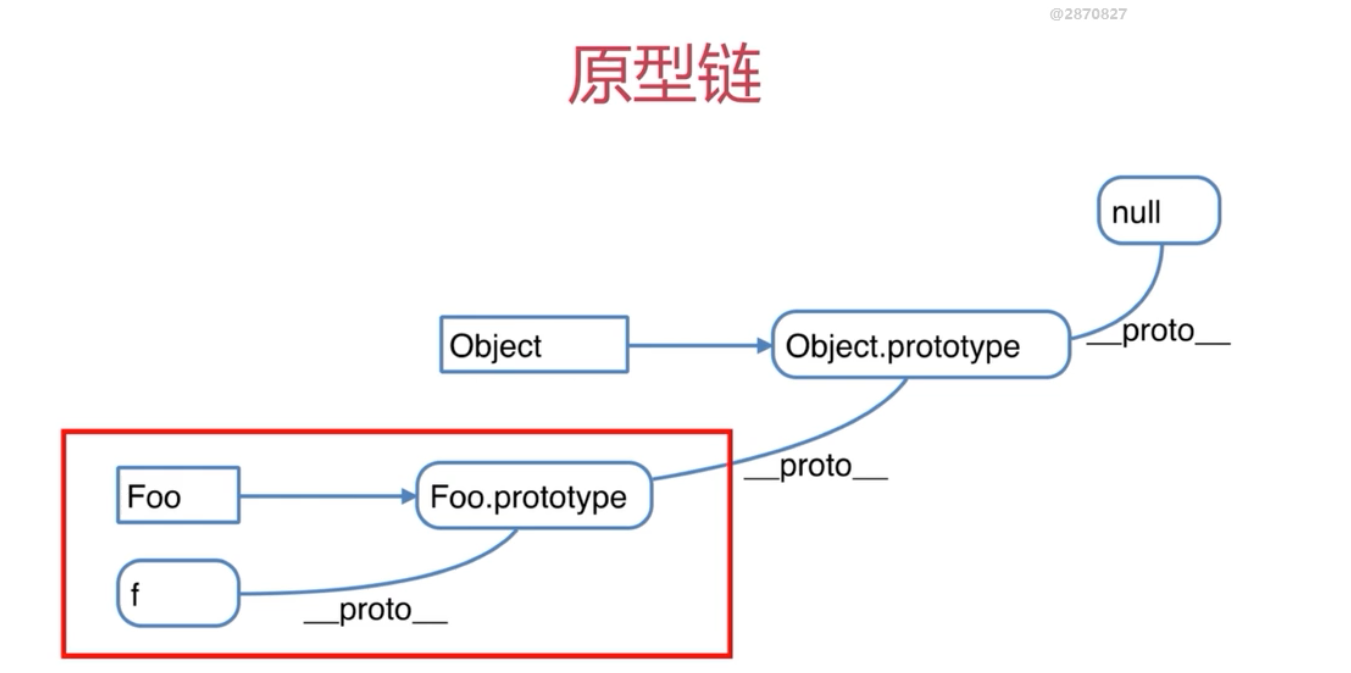 @2870827
原型链
null
__proto__
Object
Object.prototype
__proto__
Foo
Foo.prototype
f
__proto__